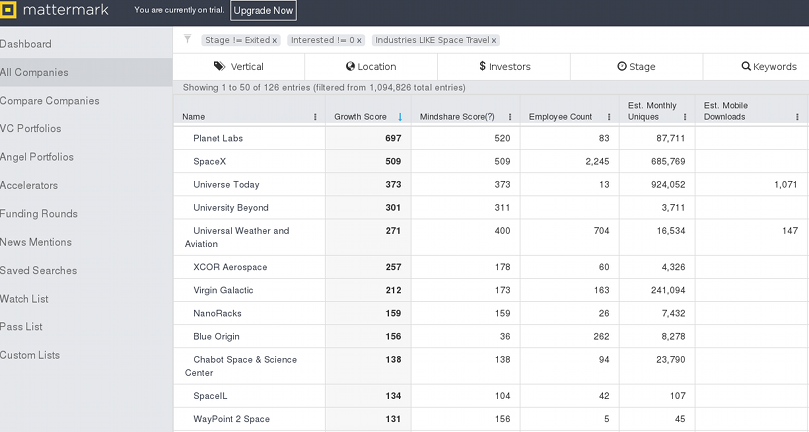 mattermark
You are currently on trial. Upgrade Now
Dashboard
All Companies
Compare Companies
VC Portfolios
Angel Portfolios
Accelerators
Funding Rounds
News Mentions
Saved Searches
Watch List
Pass List
Custom Lists
Stage != Exited x Interested != 0 x Industries LIKE Space Travel x
Vertical Location $ Investors Stage Keywords
Showing 1 to 50 of 126 entries (filtered from 1,094,826 total entries)
Name Growth Score ↓ Mindshare Score(?) Employee Count Est. Monthly Uniques Est. Mobile Downloads
Planet Labs 697 520 83 87,711
SpaceX 509 509 2,245 685,769
Universe Today 373 373 13 924,052 1,071
University Beyond 301 311 3,711
Universal Weather and Aviation 271 400 704 16,534 147
XCOR Aerospace 257 178 60 4,326
Virgin Galactic 212 173 163 241,094
NanoRacks 159 159 26 7,432
Blue Origin 156 36 262 8,278
Chabot Space & Science Center 138 138 94 23,790
SpaceIL 134 104 42 107
WayPoint 2 Space 131 156 5 45